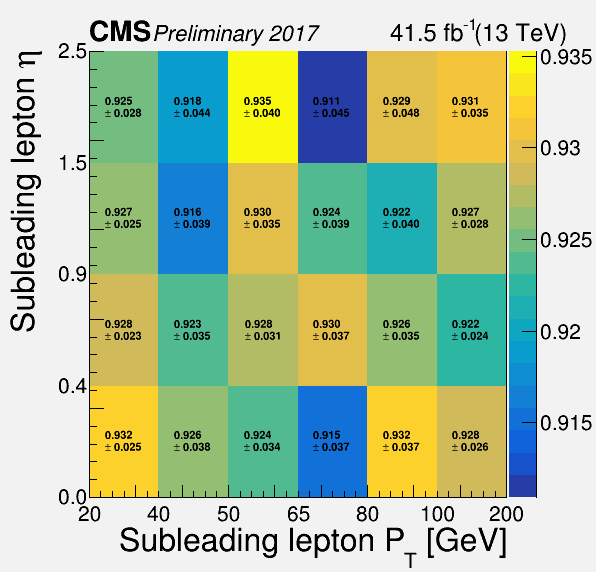 CMS Preliminary 2017 41.5 fb⁻¹(13 TeV)
Subleading lepton η
2.5
1.5
0.9
0.4
0.0
0.925 0.918 0.935 0.911 0.929 0.931
± 0.028 ± 0.044 ± 0.040 ± 0.045 ± 0.048 ± 0.035
0.927 0.916 0.930 0.924 0.922 0.927
± 0.025 ± 0.039 ± 0.035 ± 0.039 ± 0.040 ± 0.028
0.928 0.923 0.928 0.930 0.926 0.922
± 0.023 ± 0.035 ± 0.031 ± 0.037 ± 0.035 ± 0.024
0.932 0.926 0.924 0.915 0.932 0.928
± 0.025 ± 0.038 ± 0.034 ± 0.037 ± 0.037 ± 0.026
0.935
0.93
0.925
0.92
0.915
20 40 50 65 80 100 200
Subleading lepton P_T [GeV]